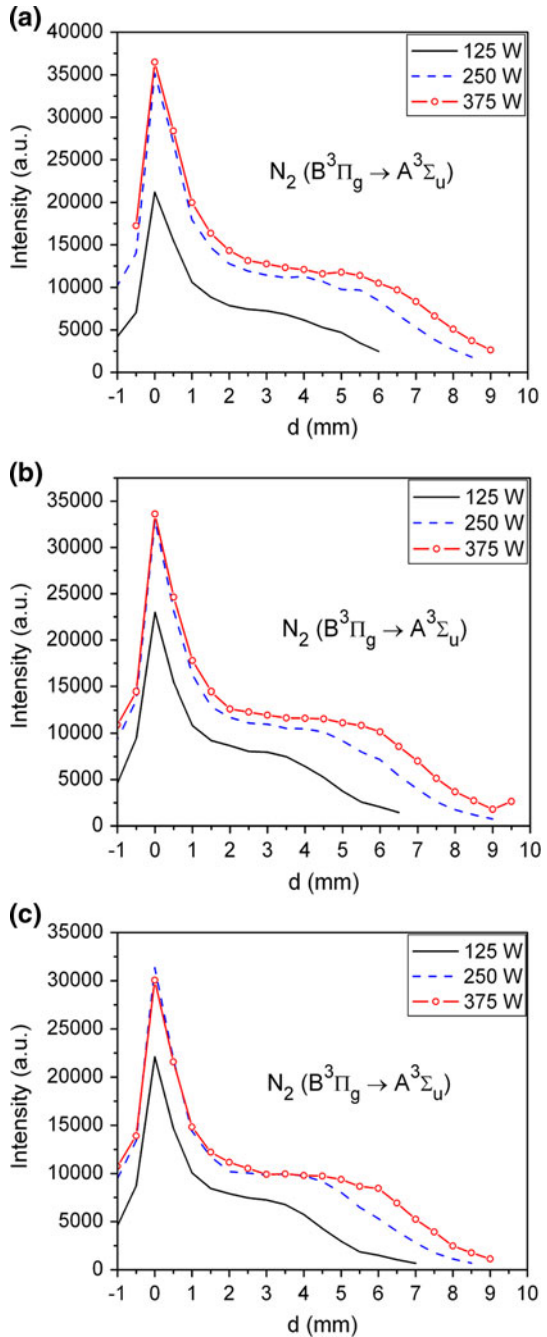 (a)
40000
35000
30000
25000
20000
15000
10000
5000
0
Intensity (a.u.)
125 W
250 W
375 W
N₂ (B³Πg → A³Σu)
-1 0 1 2 3 4 5 6 7 8 9 10
d (mm)
(b)
35000
30000
25000
20000
15000
10000
5000
0
Intensity (a.u.)
125 W
250 W
375 W
N₂ (B³Πg → A³Σu)
-1 0 1 2 3 4 5 6 7 8 9 10
d (mm)
(c)
35000
30000
25000
20000
15000
10000
5000
0
Intensity (a.u.)
125 W
250 W
375 W
N₂ (B³Πg → A³Σu)
-1 0 1 2 3 4 5 6 7 8 9 10
d (mm)